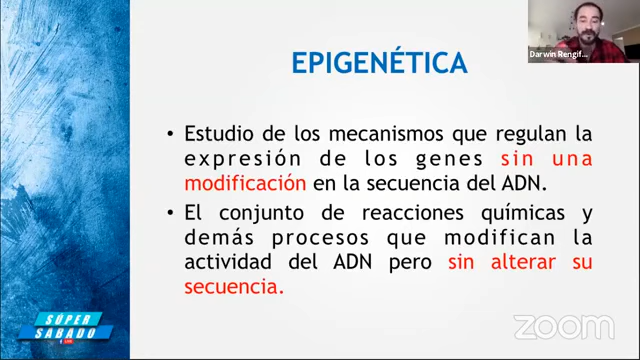 Darwin Rengif...
EPIGENÉTICA
• Estudio de los mecanismos que regulan la
expresión de los genes sin una
modificación en la secuencia del ADN.
• El conjunto de reacciones químicas y
demás procesos que modifican la
actividad del ADN pero sin alterar su
secuencia.
SÚPER
SÁBADO
LIVE
zoom